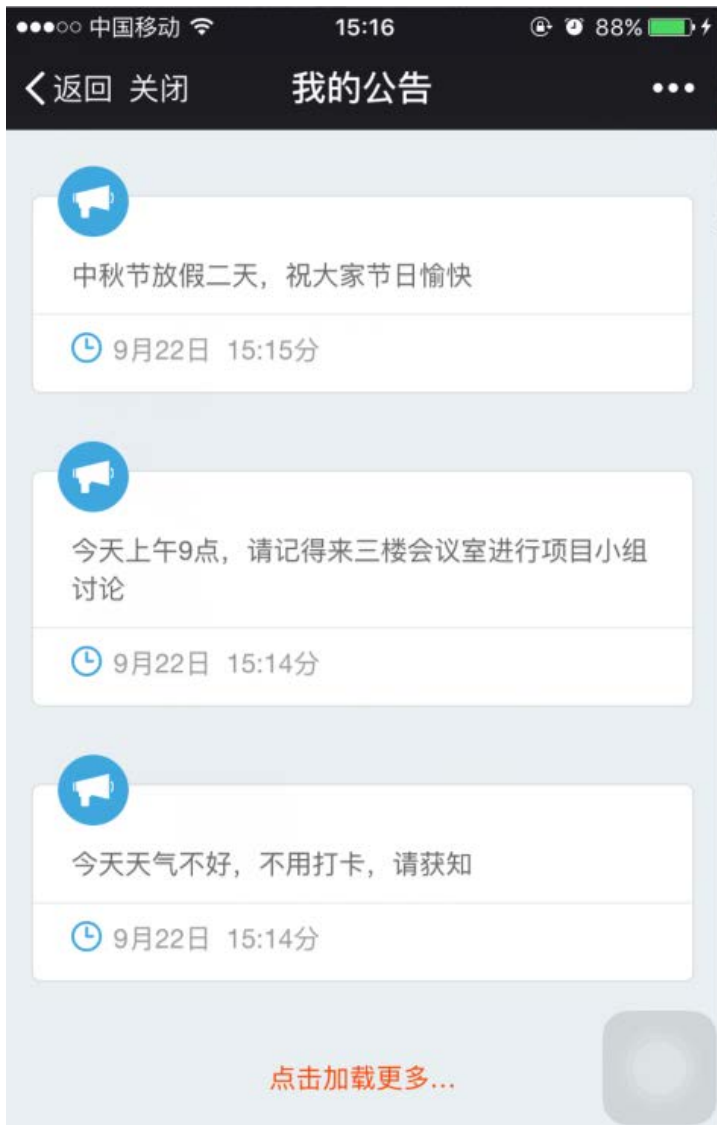 中国移动 15:16 88%
返回 关闭 我的公告
中秋节放假二天，祝大家节日愉快
9月22日 15:15分
今天上午9点，请记得来三楼会议室进行项目小组
讨论
9月22日 15:14分
今天天气不好，不用打卡，请获知
9月22日 15:14分
点击加载更多...